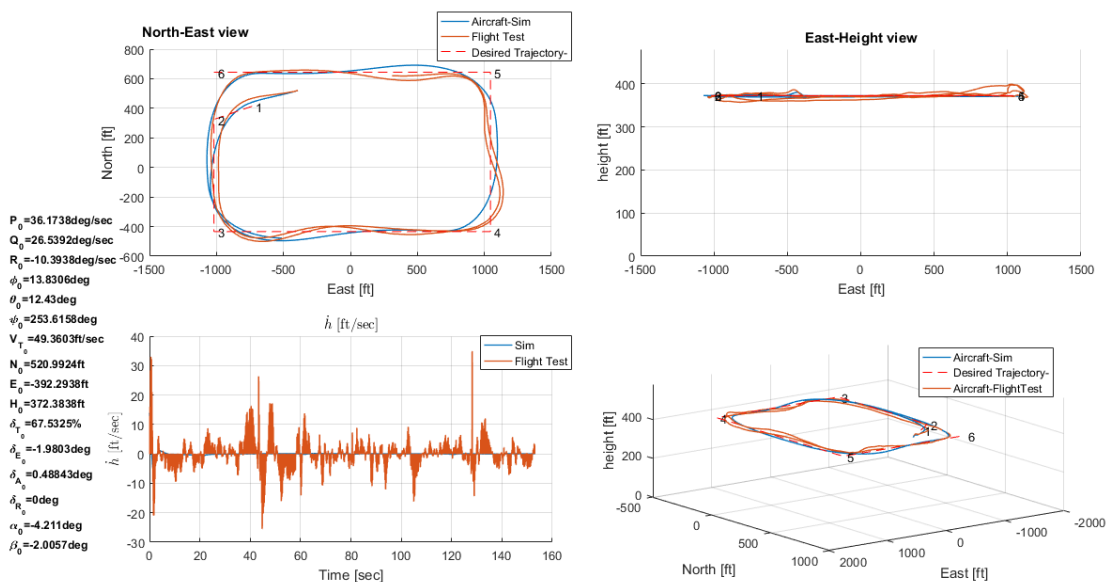 North-East view
Aircraft-Sim
Flight Test
Desired Trajectory-
800
600
400
200
0
-200
-400
-600
North [ft]
6
5
1
2
3
4
-1500
-1000
-500
0
500
1000
1500
East [ft]
East-Height view
400
300
200
100
0
height [ft]
1
-1500
-1000
-500
0
500
1000
1500
East [ft]
P0=36.1738deg/sec
Q0=26.5392deg/sec
R0=-10.3938deg/sec
ϕ0=13.8306deg
θ0=12.43deg
ψ0=253.6158deg
VT0=49.3603ft/sec
N0=520.9924ft
E0=-392.2938ft
H0=372.3838ft
δT0=67.5325%
δE0=-1.9803deg
δA0=0.48843deg
δR0=0deg
α0=-4.211deg
β0=-2.0057deg
ḣ [ft/sec]
Sim
Flight Test
40
30
20
10
0
-10
-20
-30
ḣ [ft/sec]
0
20
40
60
80
100
120
140
160
Time [sec]
Aircraft-Sim
Desired Trajectory-
Aircraft-FlightTest
400
200
0
height [ft]
3
4
2
1
6
5
-500
0
500
1000
North [ft]
2000
1000
0
-1000
-2000
East [ft]